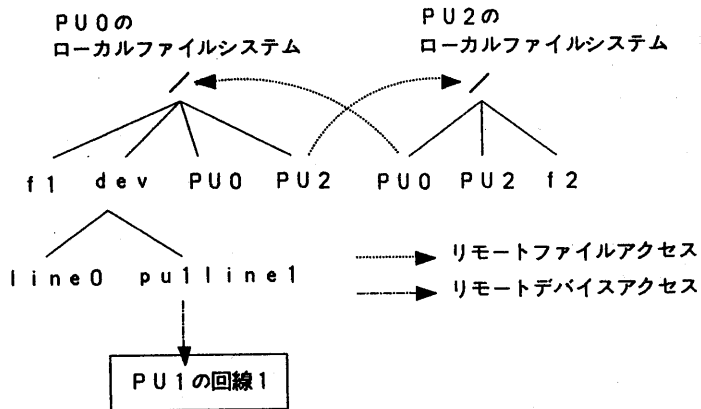 PU0の
ローカルファイルシステム
PU2の
ローカルファイルシステム
/
/
f1 dev PU0 PU2 PU0 PU2 f2
line0 pu1line1
リモートファイルアクセス
リモートデバイスアクセス
PU1の回線1